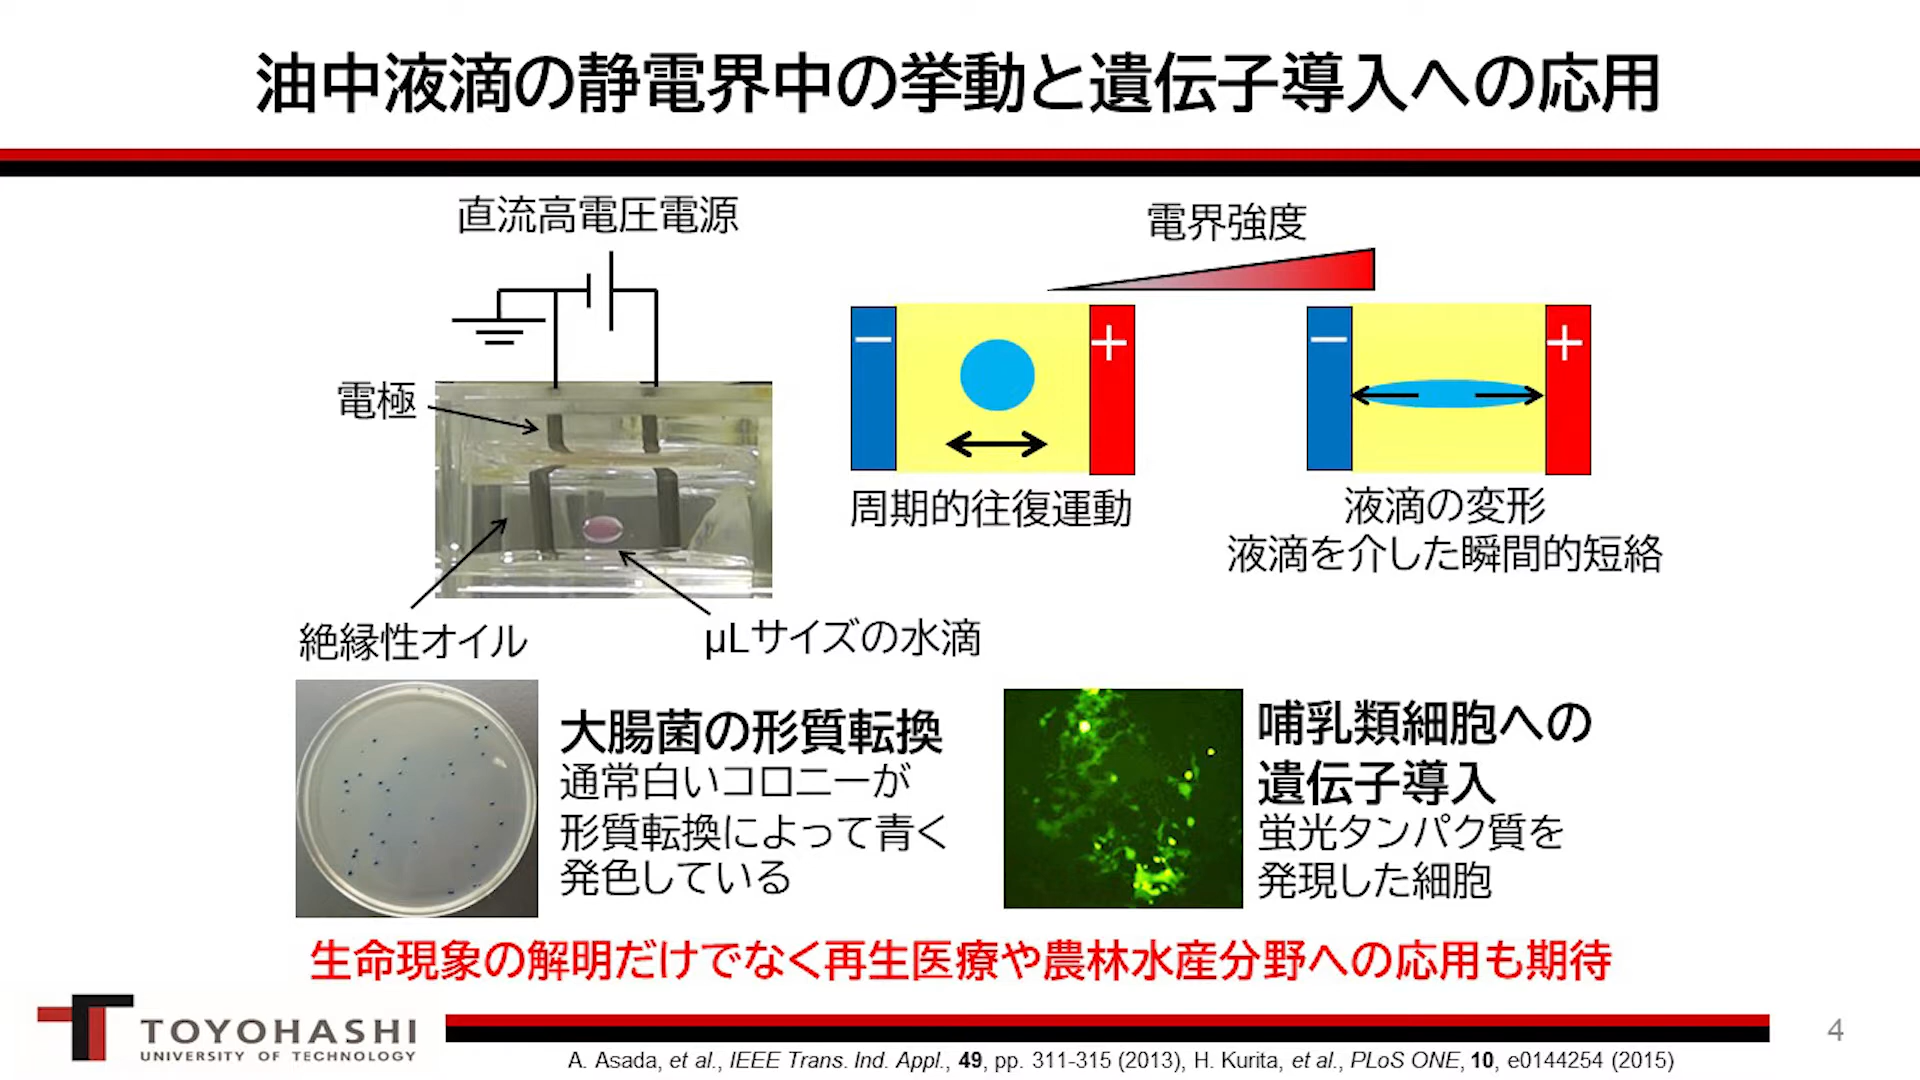 油中液滴の静電界中の挙動と遺伝子導入への応用
直流高電圧電源
電極
絶縁性オイル
μLサイズの水滴
電界強度
－
＋
周期的往復運動
－
＋
液滴の変形
液滴を介した瞬間的短絡
大腸菌の形質転換
通常白いコロニーが
形質転換によって青く
発色している
哺乳類細胞への
遺伝子導入
蛍光タンパク質を
発現した細胞
生命現象の解明だけでなく再生医療や農林水産分野への応用も期待
TOYOHASHI
UNIVERSITY OF TECHNOLOGY
A. Asada, et al., IEEE Trans. Ind. Appl., 49, pp. 311-315 (2013), H. Kurita, et al., PLoS ONE, 10, e0144254 (2015)
4